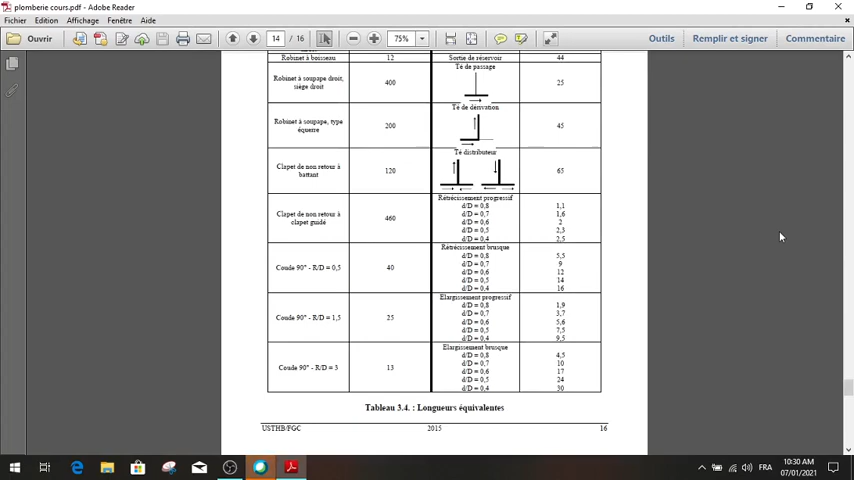 plomberie cours.pdf - Adobe Reader
Fichier Edition Affichage Fenêtre Aide
Ouvrir 14 / 16 75% Outils Remplir et signer Commentaire
Robinet à boisseau 12 Sortie de réservoir 44
Robinet à soupape droit, siège droit 400 Té de passage 25
Robinet à soupape, type équerre 200 Té de dérivation 45
Clapet de non retour à battant 120 Té distributeur 65
Clapet de non retour à clapet guidé 460 Rétrécissement progressif
d/D = 0,8 1,1
d/D = 0,7 1,6
d/D = 0,6 2
d/D = 0,5 2,3
d/D = 0,4 2,5
Coude 90° - R/D = 0,5 40 Rétrécissement brusque
d/D = 0,8 5,5
d/D = 0,7 9
d/D = 0,6 12
d/D = 0,5 14
d/D = 0,4 16
Coude 90° - R/D = 1,5 25 Elargissement progressif
d/D = 0,8 1,9
d/D = 0,7 3,7
d/D = 0,6 5,6
d/D = 0,5 7,5
d/D = 0,4 9,5
Coude 90° - R/D = 3 13 Elargissement brusque
d/D = 0,8 4,5
d/D = 0,7 10
d/D = 0,6 17
d/D = 0,5 24
d/D = 0,4 30
Tableau 3.4. : Longueurs équivalentes
USTHB/FGC 2015 16
FRA 10:30 AM
07/01/2021